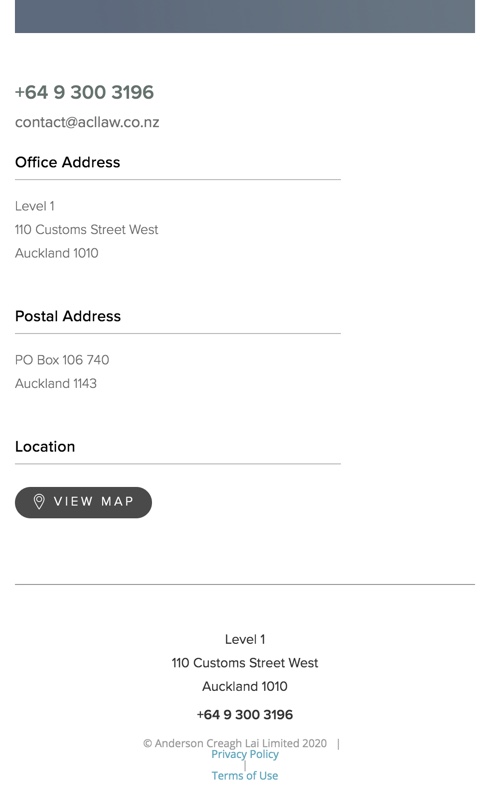 +64 9 300 3196
contact@acllaw.co.nz
Office Address
Level 1
110 Customs Street West
Auckland 1010
Postal Address
PO Box 106 740
Auckland 1143
Location
VIEW MAP
Level 1
110 Customs Street West
Auckland 1010
+64 9 300 3196
© Anderson Creagh Lai Limited 2020 |
Privacy Policy
|
Terms of Use